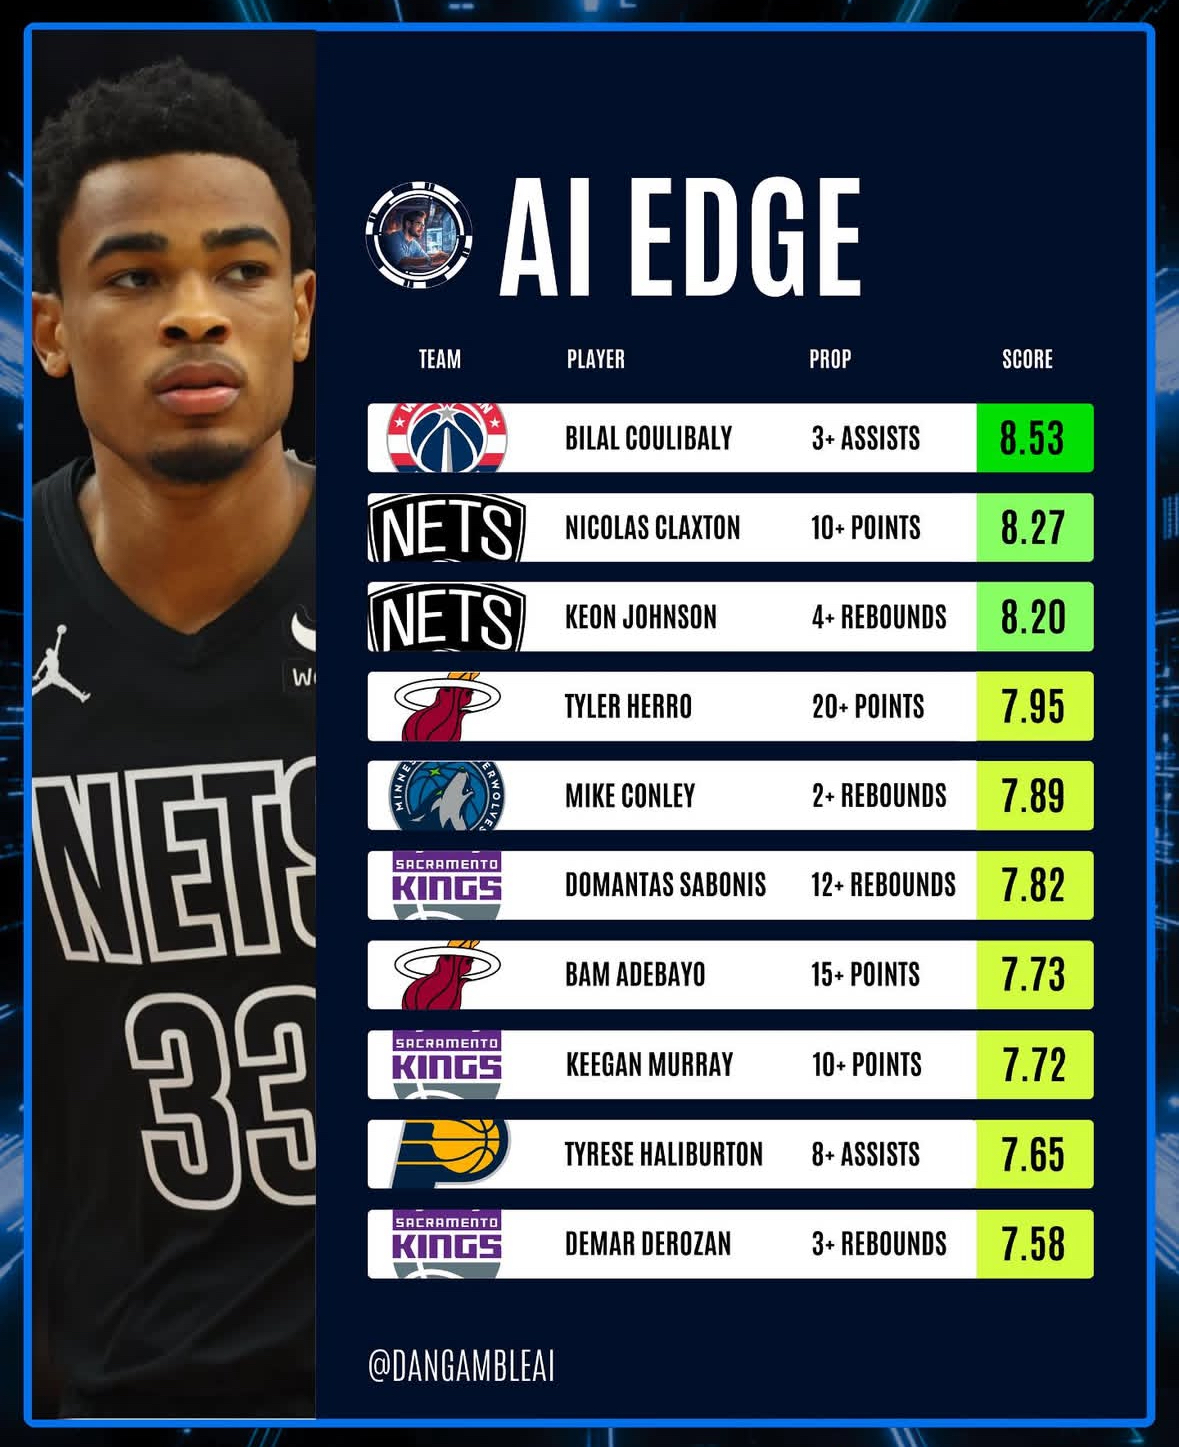 AI EDGE
TEAM PLAYER PROP SCORE
BILAL COULIBALY 3+ ASSISTS 8.53
NETS NICOLAS CLAXTON 10+ POINTS 8.27
NETS KEON JOHNSON 4+ REBOUNDS 8.20
TYLER HERRO 20+ POINTS 7.95
MIKE CONLEY 2+ REBOUNDS 7.89
SACRAMENTO KINGS DOMANTAS SABONIS 12+ REBOUNDS 7.82
BAM ADEBAYO 15+ POINTS 7.73
SACRAMENTO KINGS KEEGAN MURRAY 10+ POINTS 7.72
TYRESE HALIBURTON 8+ ASSISTS 7.65
SACRAMENTO KINGS DEMAR DEROZAN 3+ REBOUNDS 7.58
@DANGAMBLEAI
NETS
33